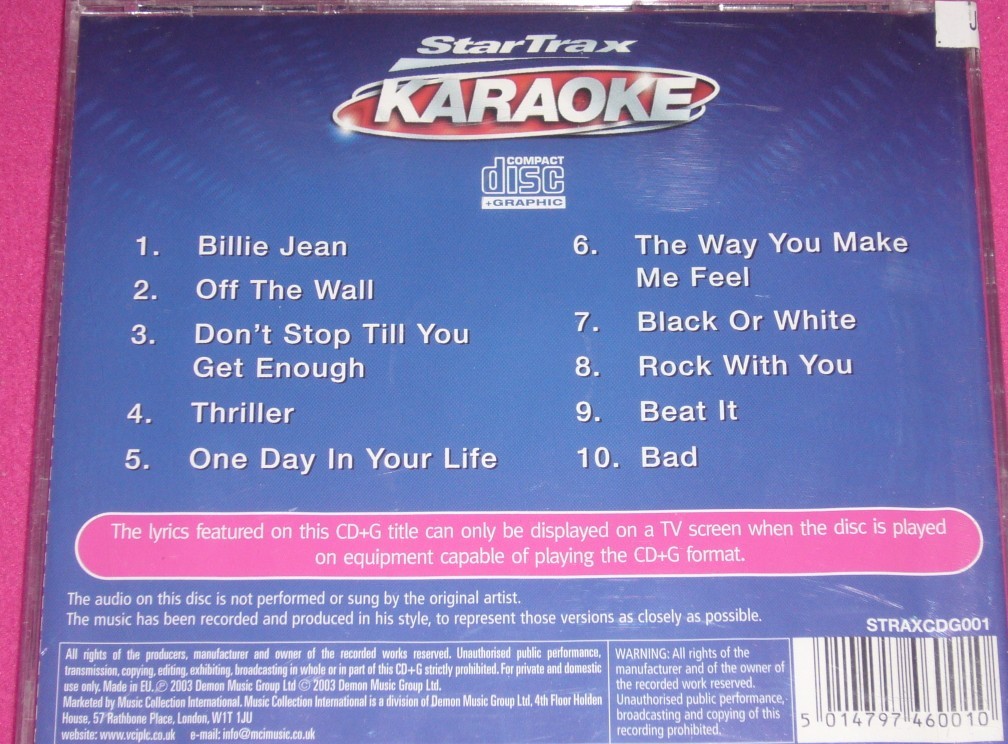 StarTrax
KARAOKE
COMPACT
disc
+GRAPHIC
1. Billie Jean
2. Off The Wall
3. Don't Stop Till You
Get Enough
4. Thriller
5. One Day In Your Life
6. The Way You Make
Me Feel
7. Black Or White
8. Rock With You
9. Beat It
10. Bad
The lyrics featured on this CD+G title can only be displayed on a TV screen when the disc is played
on equipment capable of playing the CD+G format.
The audio on this disc is not performed or sung by the original artist.
The music has been recorded and produced in his style, to represent those versions as closely as possible.
STRAXCDG001
All rights of the producers, manufacturer and owner of the recorded works reserved. Unauthorised public performance,
transmission, copying, editing, exhibiting, broadcasting in whole or in part of this CD+G strictly prohibited. For private and domestic
use only. Made in EU. ℗ 2003 Demon Music Group Ltd © 2003 Demon Music Group Ltd.
Marketed by Music Collection International. Music Collection International is a division of Demon Music Group Ltd, 4th Floor Holden
House, 57 Rathbone Place, London, W1T 1JU
website: www.vciplc.co.uk e-mail: info@mcimusic.co.uk
WARNING: All rights of the
manufacturer and of the owner of
the recorded work reserved.
Unauthorised public performance,
broadcasting and copying of this
recording prohibited.
5 014797 460010